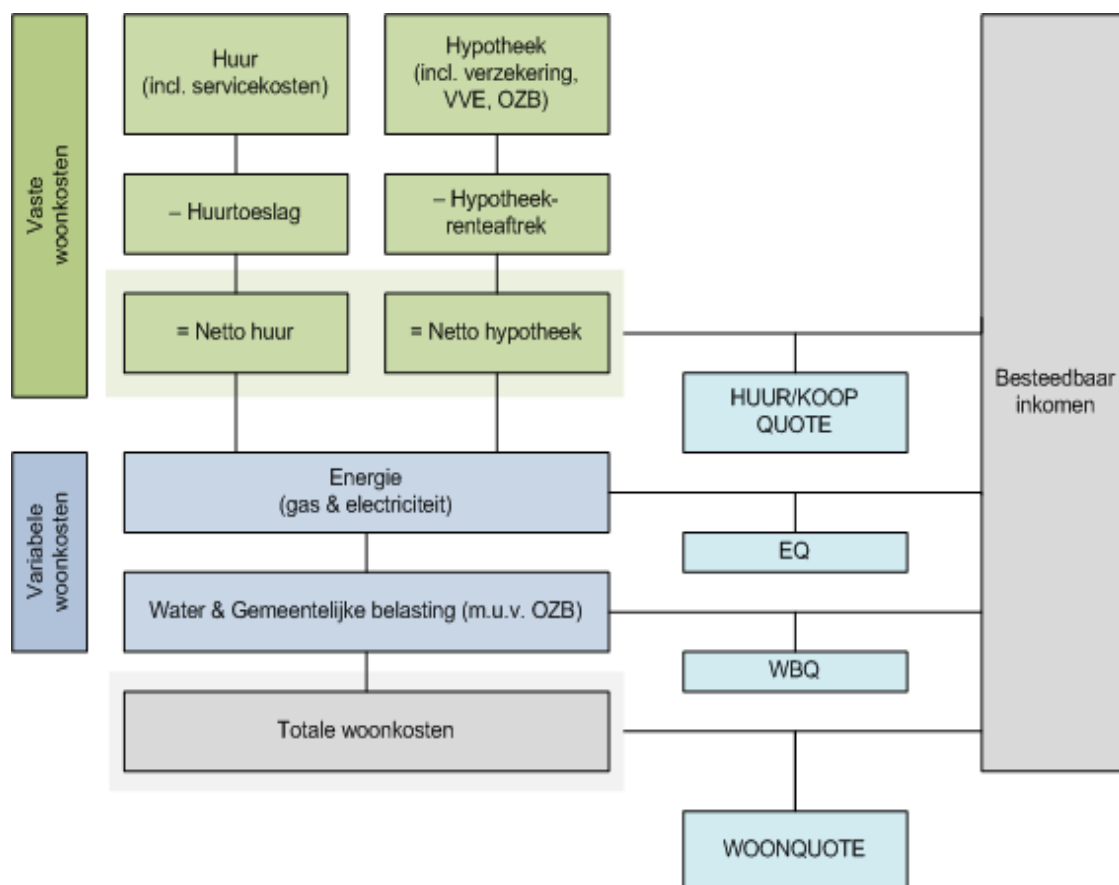 Vaste
woonkosten
Huur
(incl. servicekosten)
Hypotheek
(incl. verzekering,
VVE, OZB)
– Huurtoeslag
– Hypotheek-
renteaftrek
= Netto huur
= Netto hypotheek
HUUR/KOOP
QUOTE
Besteedbaar
inkomen
Variabele
woonkosten
Energie
(gas & electriciteit)
EQ
Water & Gemeentelijke belasting (m.u.v. OZB)
WBQ
Totale woonkosten
WOONQUOTE